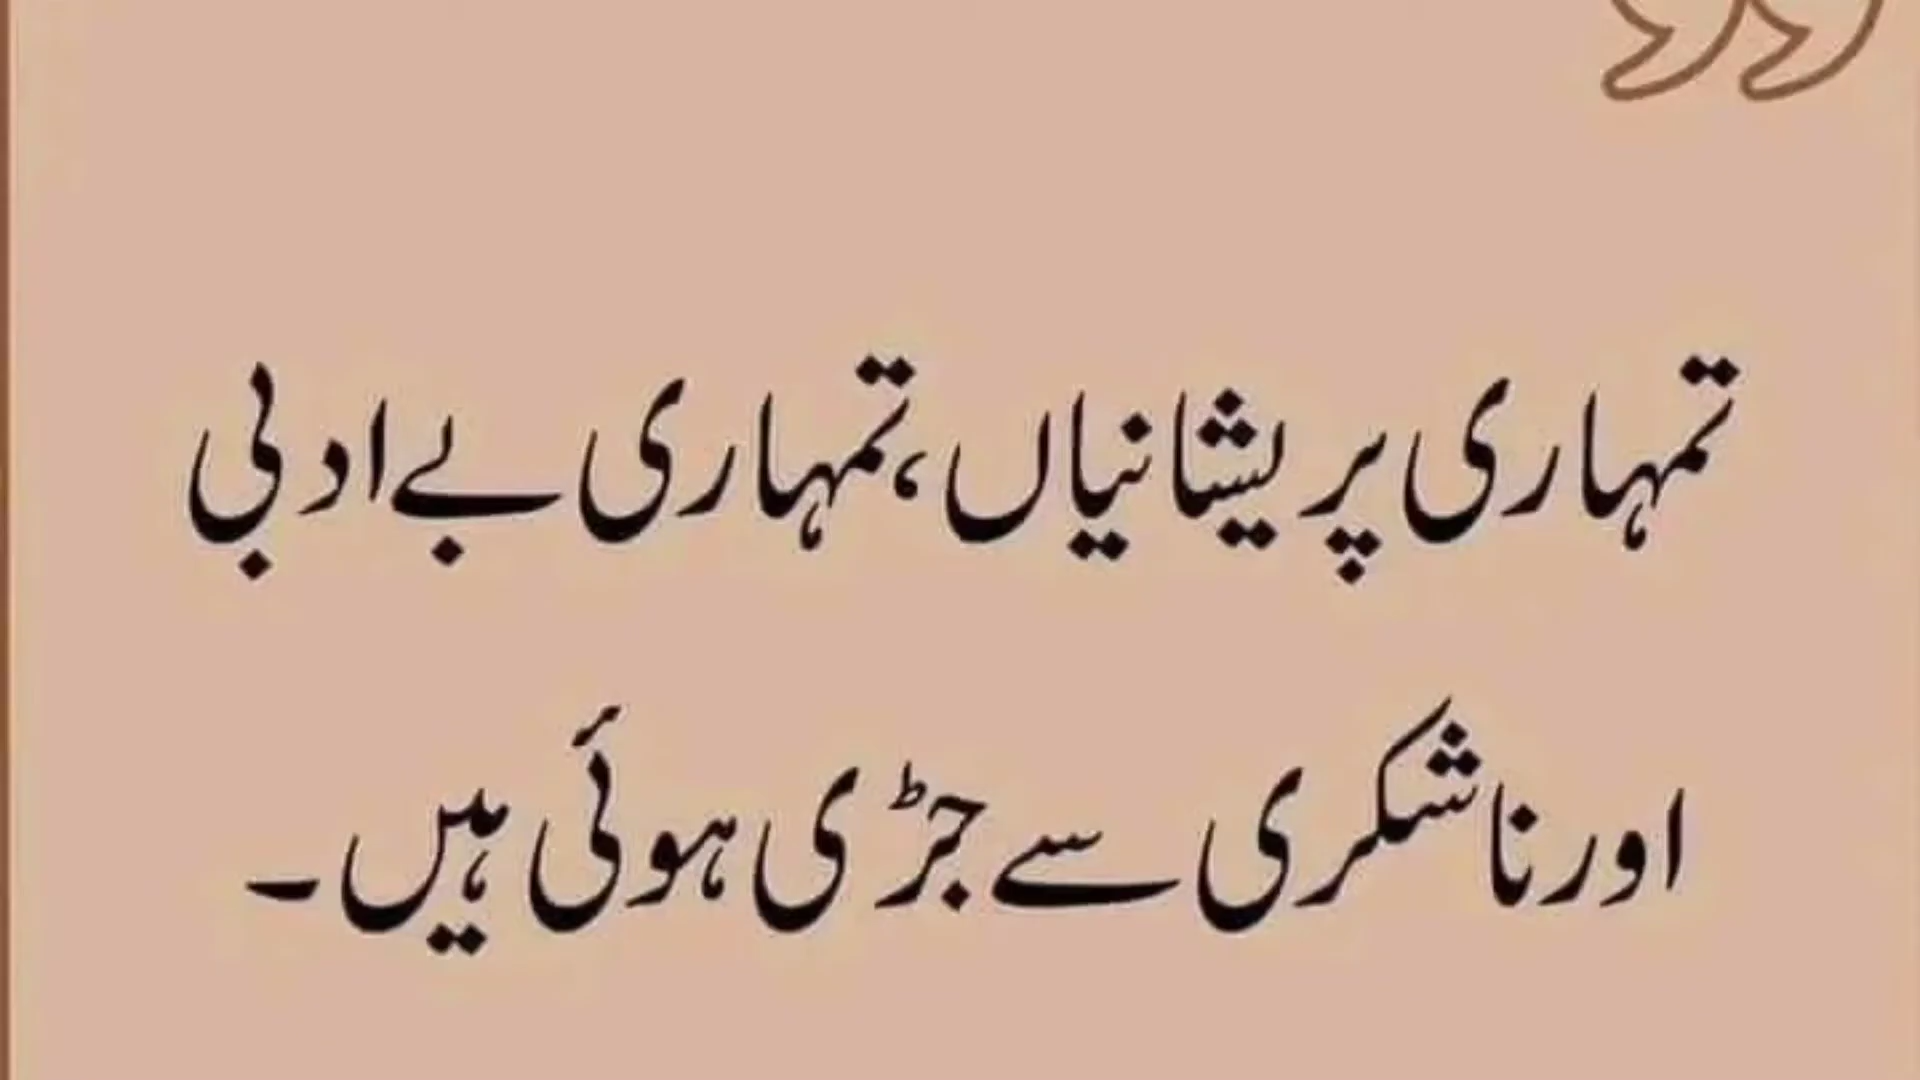 تمہاری پریشانیاں، تمہاری بے ادبی
اور ناشکری سے جڑی ہوئی ہیں۔